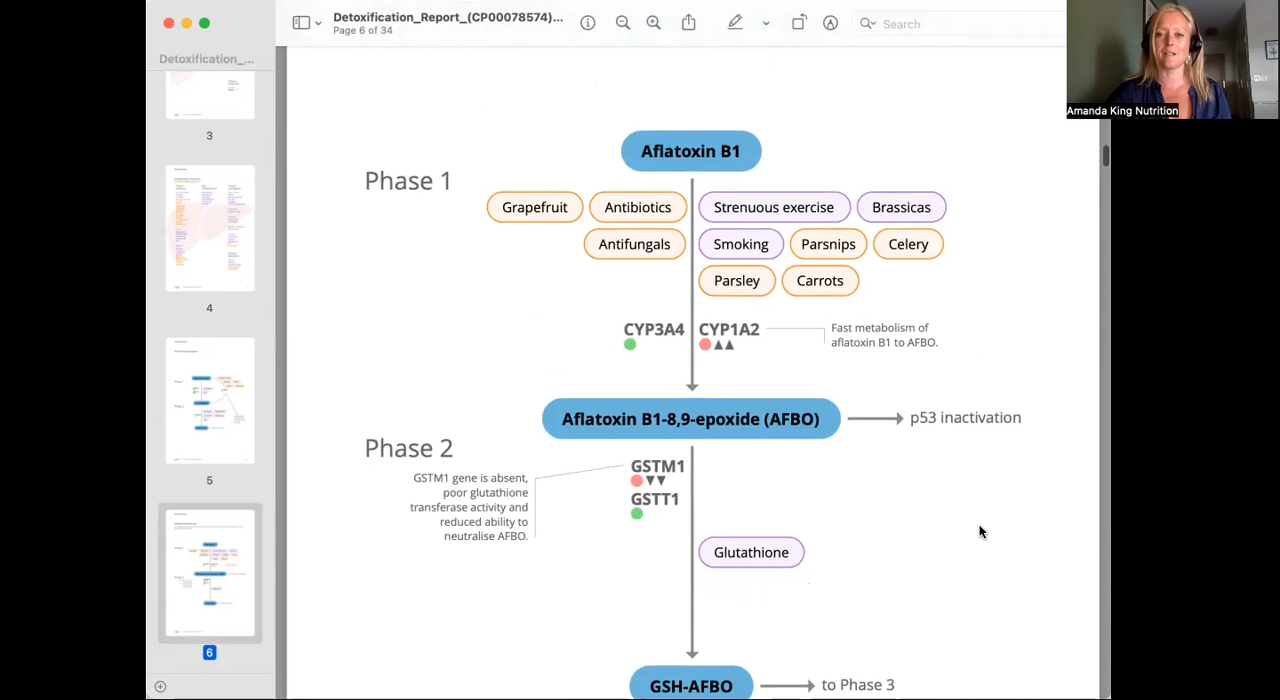 Detoxification_Report_(CP00078574)...
Page 6 of 34
Search
Amanda King Nutrition
Detoxification_...
3
4
5
6
Aflatoxin B1
Phase 1
Grapefruit
Antibiotics
Strenuous exercise
Brassicas
Antifungals
Smoking
Parsnips
Celery
Parsley
Carrots
CYP3A4
CYP1A2
Fast metabolism of
aflatoxin B1 to AFBO.
Aflatoxin B1-8,9-epoxide (AFBO)
p53 inactivation
Phase 2
GSTM1
GSTM1 gene is absent,
poor glutathione
transferase activity and
reduced ability to
neutralise AFBO.
GSTT1
Glutathione
GSH-AFBO
to Phase 3